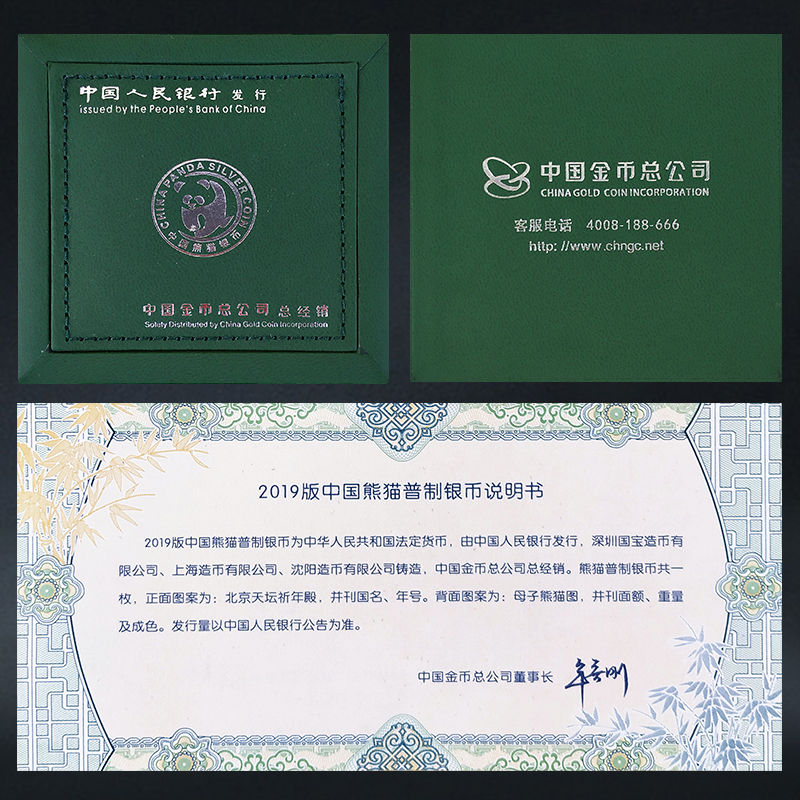 中国人民银行 发行
issued by the People's Bank of China
CHINA PANDA SILVER COIN
中国熊猫银币
中国金币总公司 总经销
Solety Distributed by China Gold Coin Incorporation
中国金币总公司
CHINA GOLD COIN INCORPORATION
客服电话 4008-188-666
http: //www.chngc.net
2019版中国熊猫普制银币说明书
2019版中国熊猫普制银币为中华人民共和国法定货币，由中国人民银行发行，深圳国宝造币有
限公司、上海造币有限公司、沈阳造币有限公司铸造，中国金币总公司总经销。熊猫普制银币共一
枚，正面图案为：北京天坛祈年殿，并刊国名、年号。背面图案为：母子熊猫图，并刊面额、重量
及成色。发行量以中国人民银行公告为准。
中国金币总公司董事长